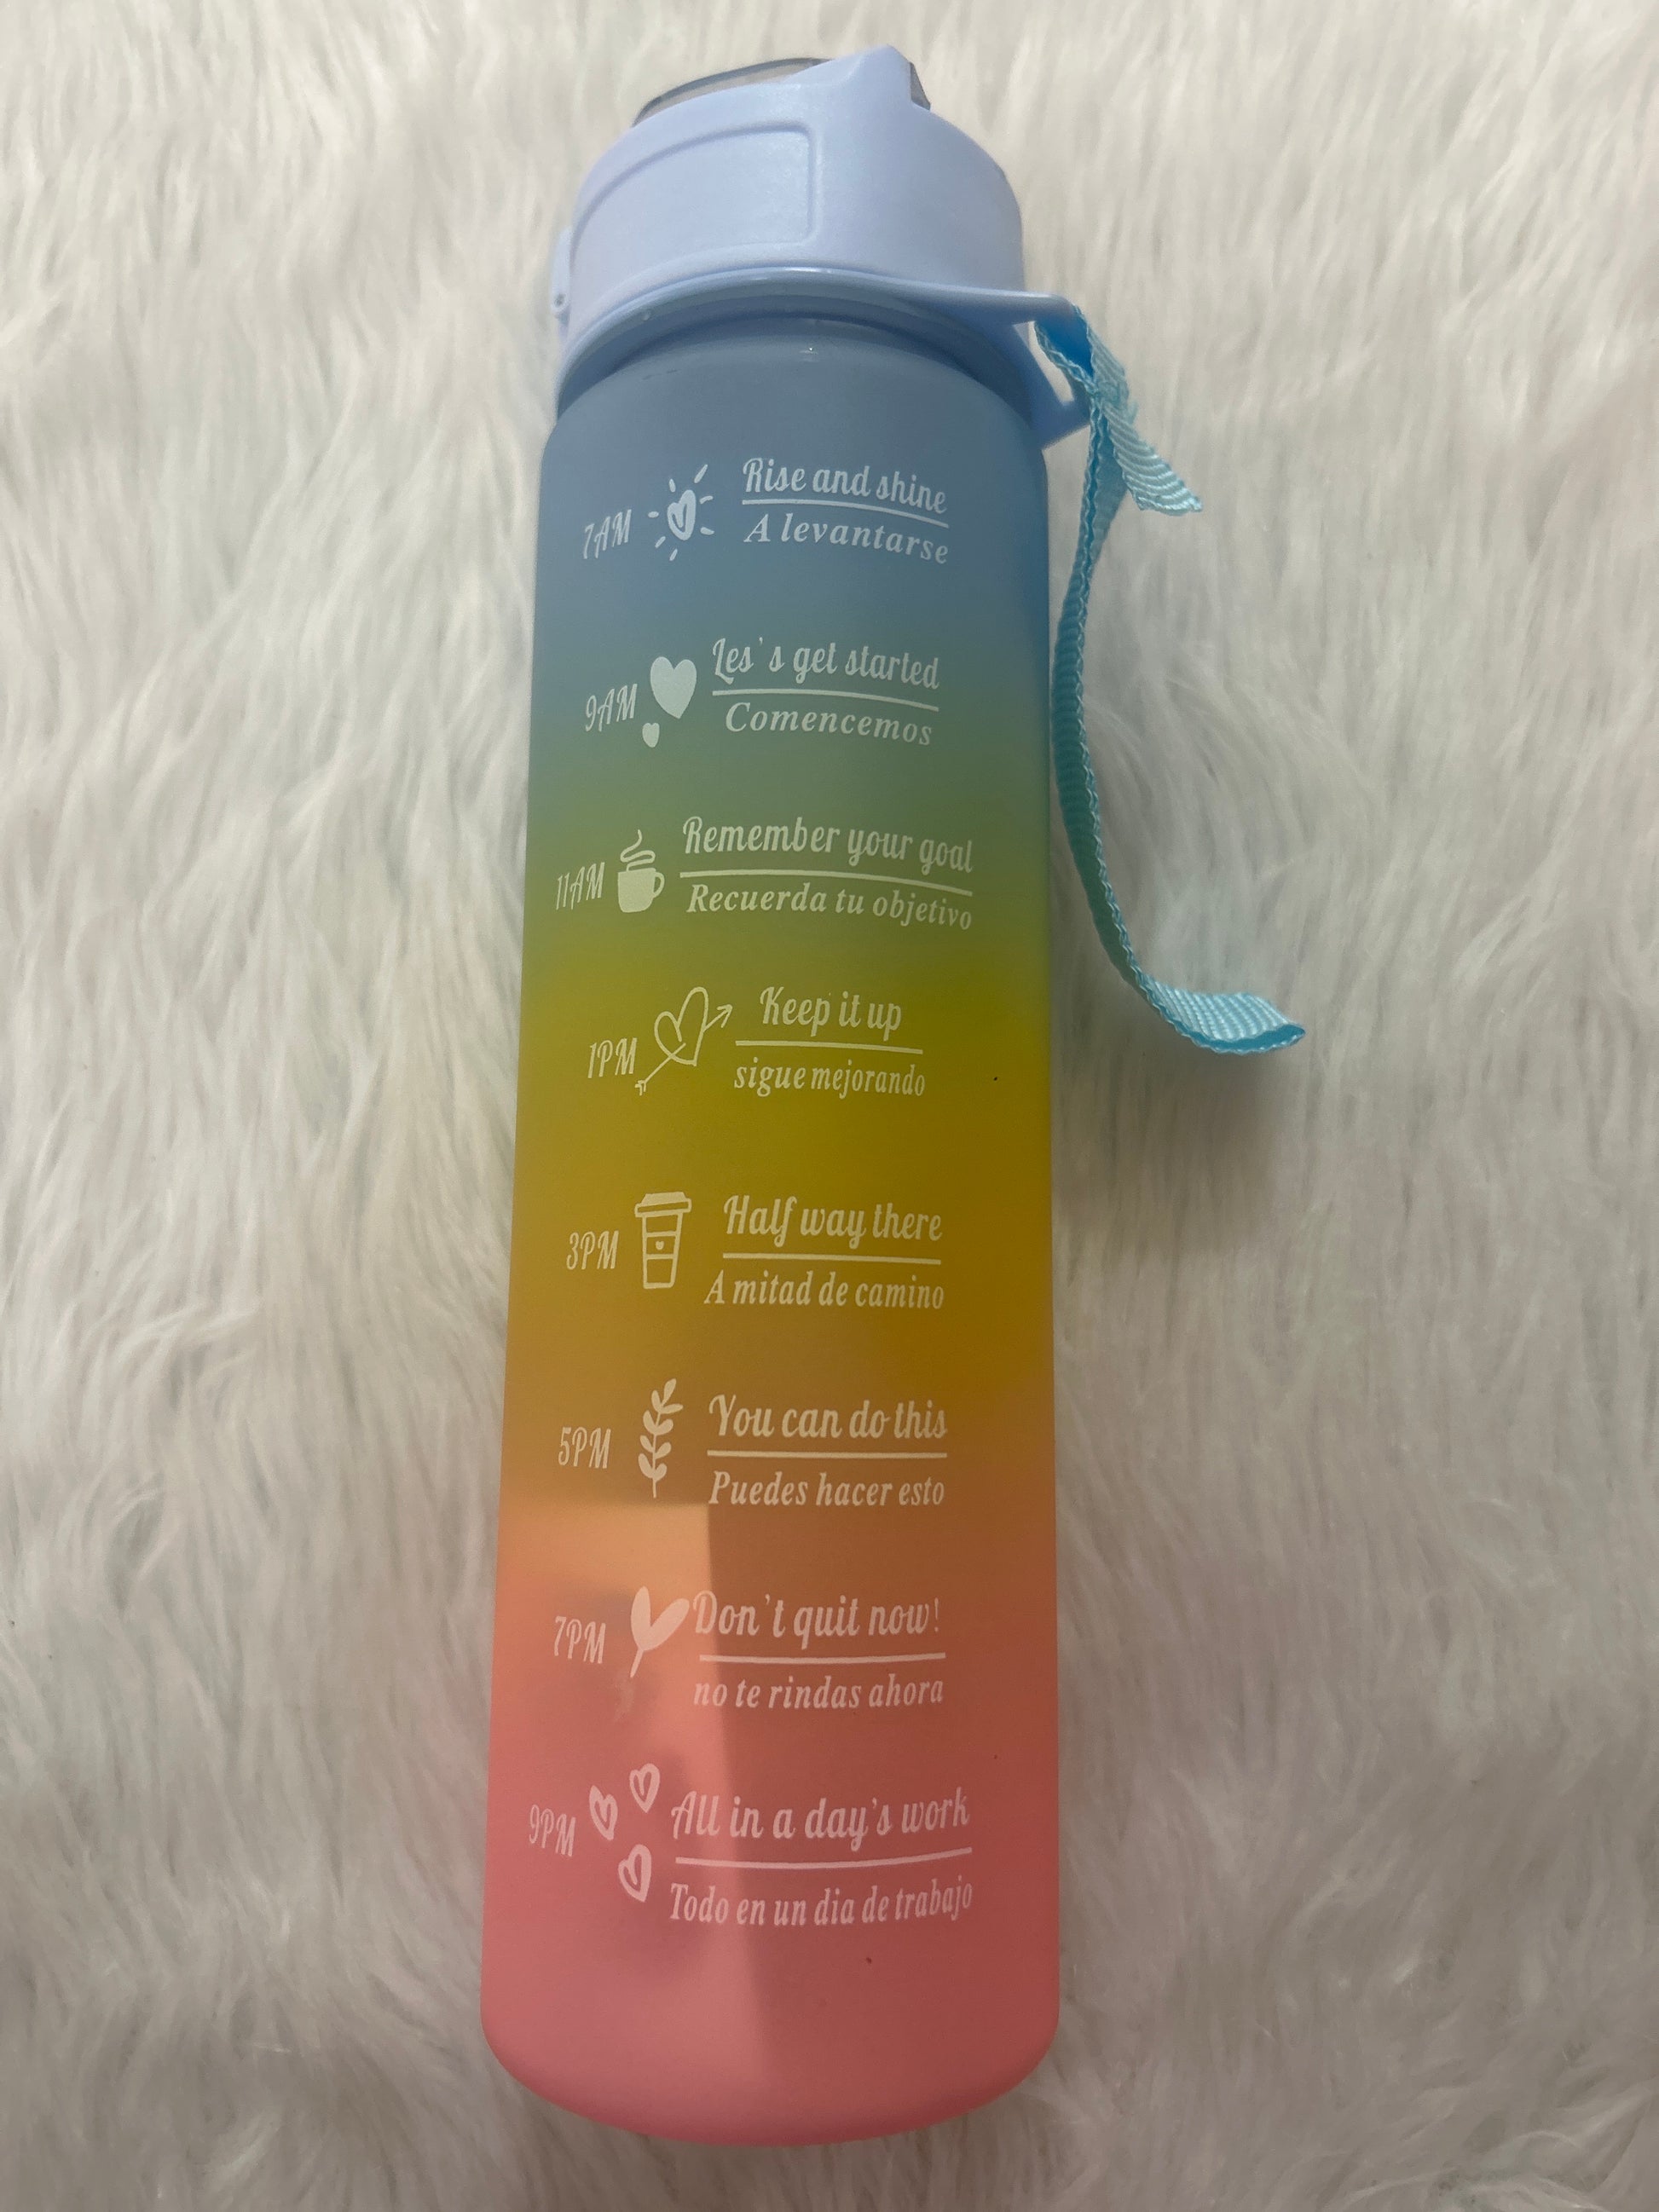 7AM
Rise and shine
A levantarse
9AM
Les's get started
Comencemos
11AM
Remember your goal
Recuerda tu objetivo
1PM
Keep it up
sigue mejorando
3PM
Half way there
A mitad de camino
5PM
You can do this
Puedes hacer esto
7PM
Don't quit now!
no te rindas ahora
9PM
All in a day's work
Todo en un dia de trabajo